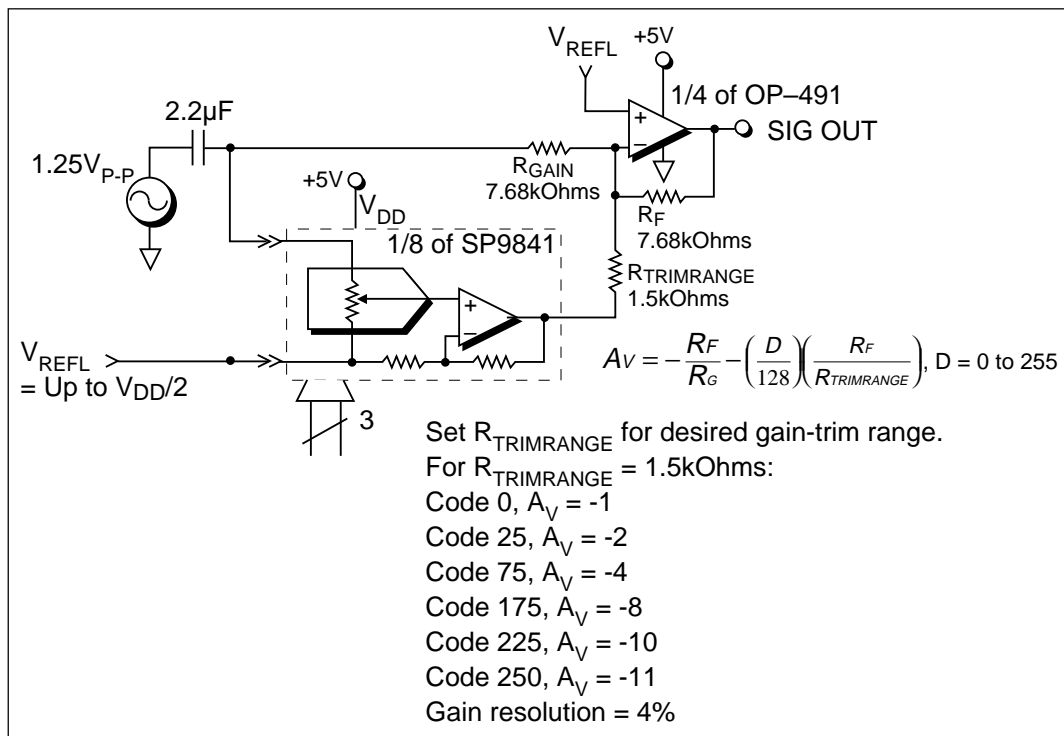 V_REFL
+5V
1/4 of OP–491
2.2µF
+
–
SIG OUT
1.25V_P-P
R_GAIN
7.68kOhms
+5V
V_DD
R_F
7.68kOhms
1/8 of SP9841
R_TRIMRANGE
1.5kOhms
+
–
V_REFL
= Up to V_DD/2
A_V = –R_F/R_G – (D/128)(R_F/R_TRIMRANGE), D = 0 to 255
3
Set R_TRIMRANGE for desired gain-trim range.
For R_TRIMRANGE = 1.5kOhms:
Code 0, A_V = -1
Code 25, A_V = -2
Code 75, A_V = -4
Code 175, A_V = -8
Code 225, A_V = -10
Code 250, A_V = -11
Gain resolution = 4%